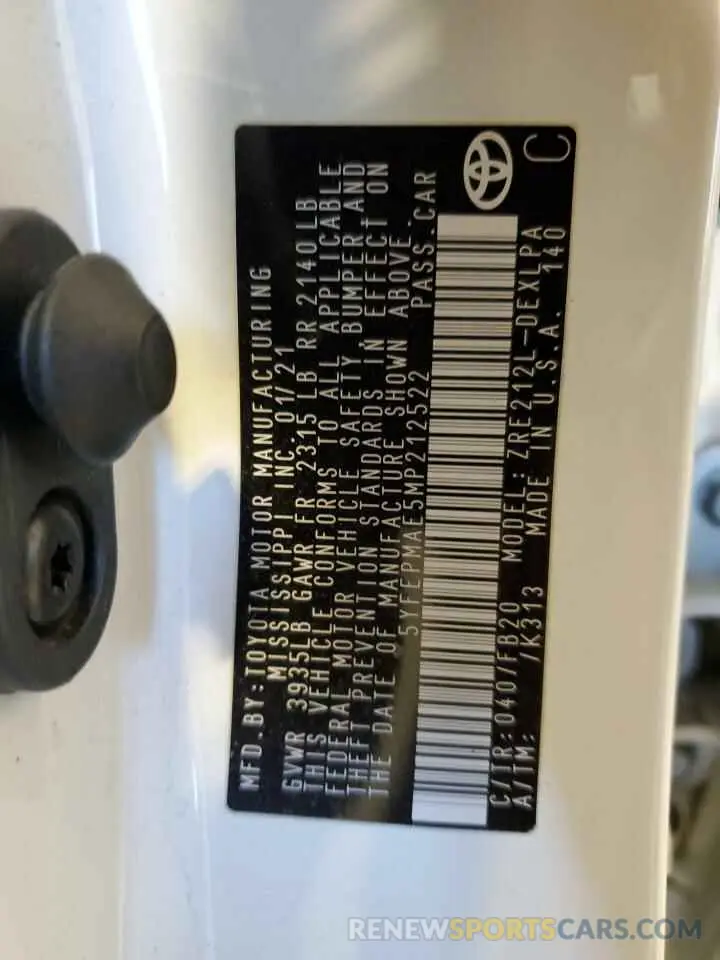 MFD.BY:TOYOTA MOTOR MANUFACTURING
MISSISSIPPI INC. 01/21
GVWR 3935LB GAWR FR 2315 LB RR 2140LB
THIS VEHICLE CONFORMS TO ALL APPLICABLE
FEDERAL MOTOR VEHICLE SAFETY, BUMPER AND
THEFT PREVENTION STANDARDS IN EFFECT ON
THE DATE OF MANUFACTURE SHOWN ABOVE.
5YFEPMAE5MP212522 PASS.CAR
C/TR: 040/FB20 MODEL: ZRE212L-DEXLPA
A/TM: /K313 MADE IN U.S.A. 140 C
RENEWSPORTSCARS.COM